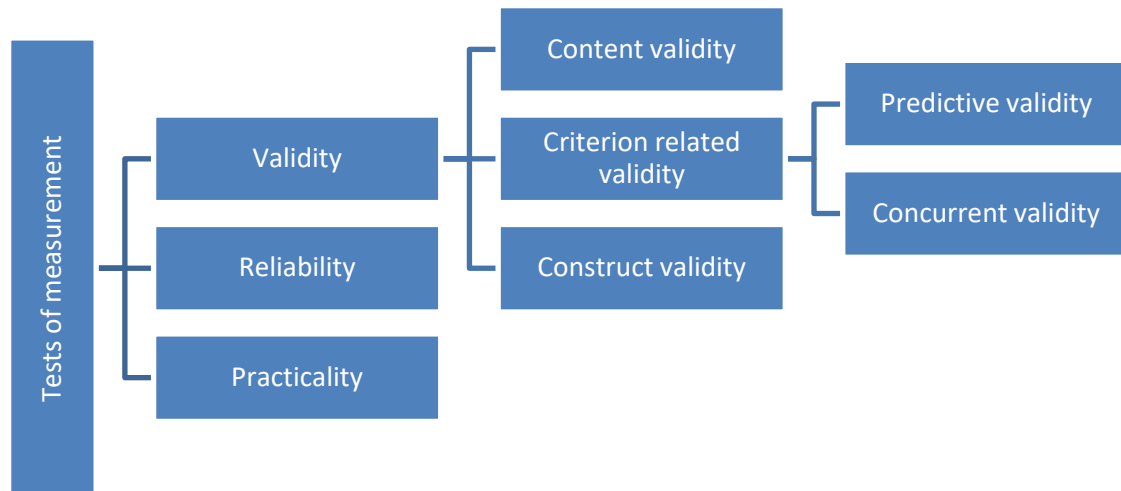 Tests of measurement
Validity
Reliability
Practicality
Content validity
Criterion related
validity
Construct validity
Predictive validity
Concurrent validity